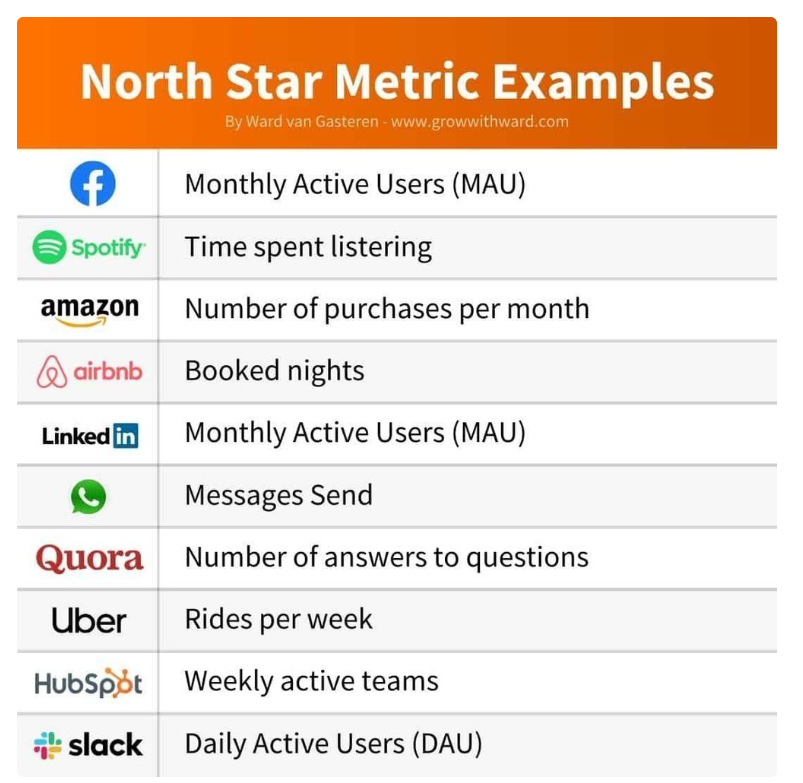 North Star Metric Examples
By Ward van Gasteren - www.growwithward.com
Monthly Active Users (MAU)
Spotify Time spent listering
amazon Number of purchases per month
airbnb Booked nights
Linked in Monthly Active Users (MAU)
Messages Send
Quora Number of answers to questions
Uber Rides per week
HubSpot Weekly active teams
slack Daily Active Users (DAU)